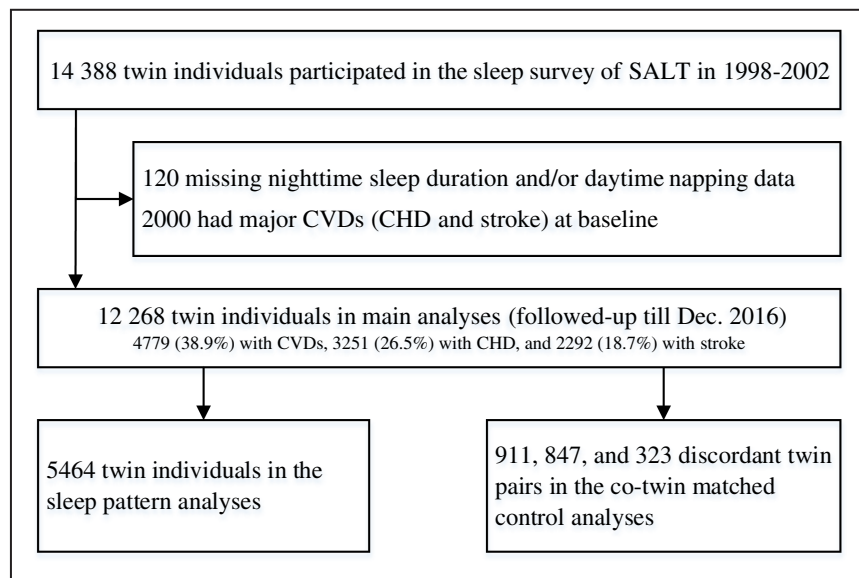 14 388 twin individuals participated in the sleep survey of SALT in 1998-2002
120 missing nighttime sleep duration and/or daytime napping data
2000 had major CVDs (CHD and stroke) at baseline
12 268 twin individuals in main analyses (followed-up till Dec. 2016)
4779 (38.9%) with CVDs, 3251 (26.5%) with CHD, and 2292 (18.7%) with stroke
5464 twin individuals in the
sleep pattern analyses
911, 847, and 323 discordant twin
pairs in the co-twin matched
control analyses